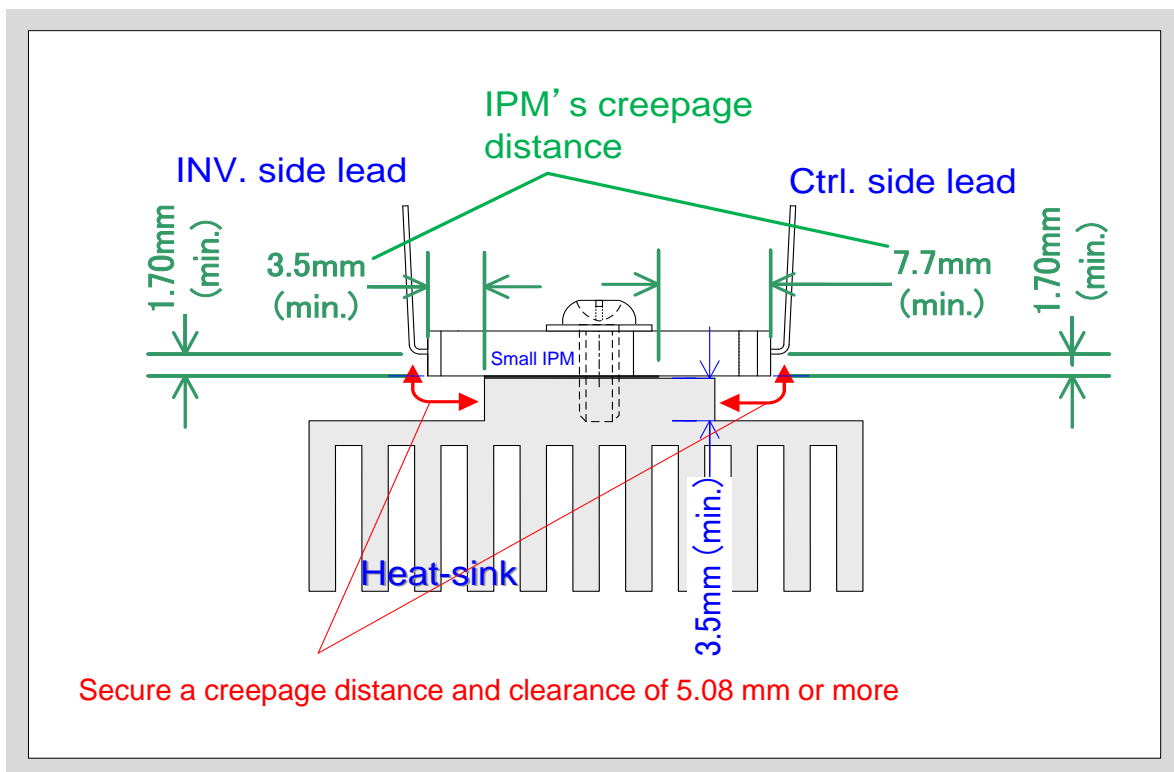 IPM’s creepage
distance
INV. side lead
Ctrl. side lead
1.70mm
(min.)
3.5mm
(min.)
7.7mm
(min.)
1.70mm
(min.)
Small IPM
3.5mm (min.)
Heat-sink
Secure a creepage distance and clearance of 5.08 mm or more